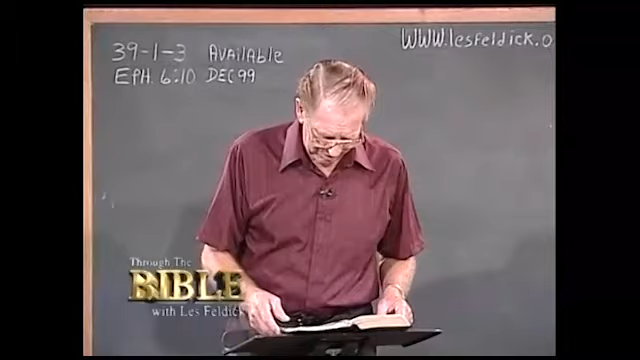 39-1-3 Available
EPH. 6:10 DEC 99
WWW.lesfeldick.o
Through The
BIBLE
with Les Feldick